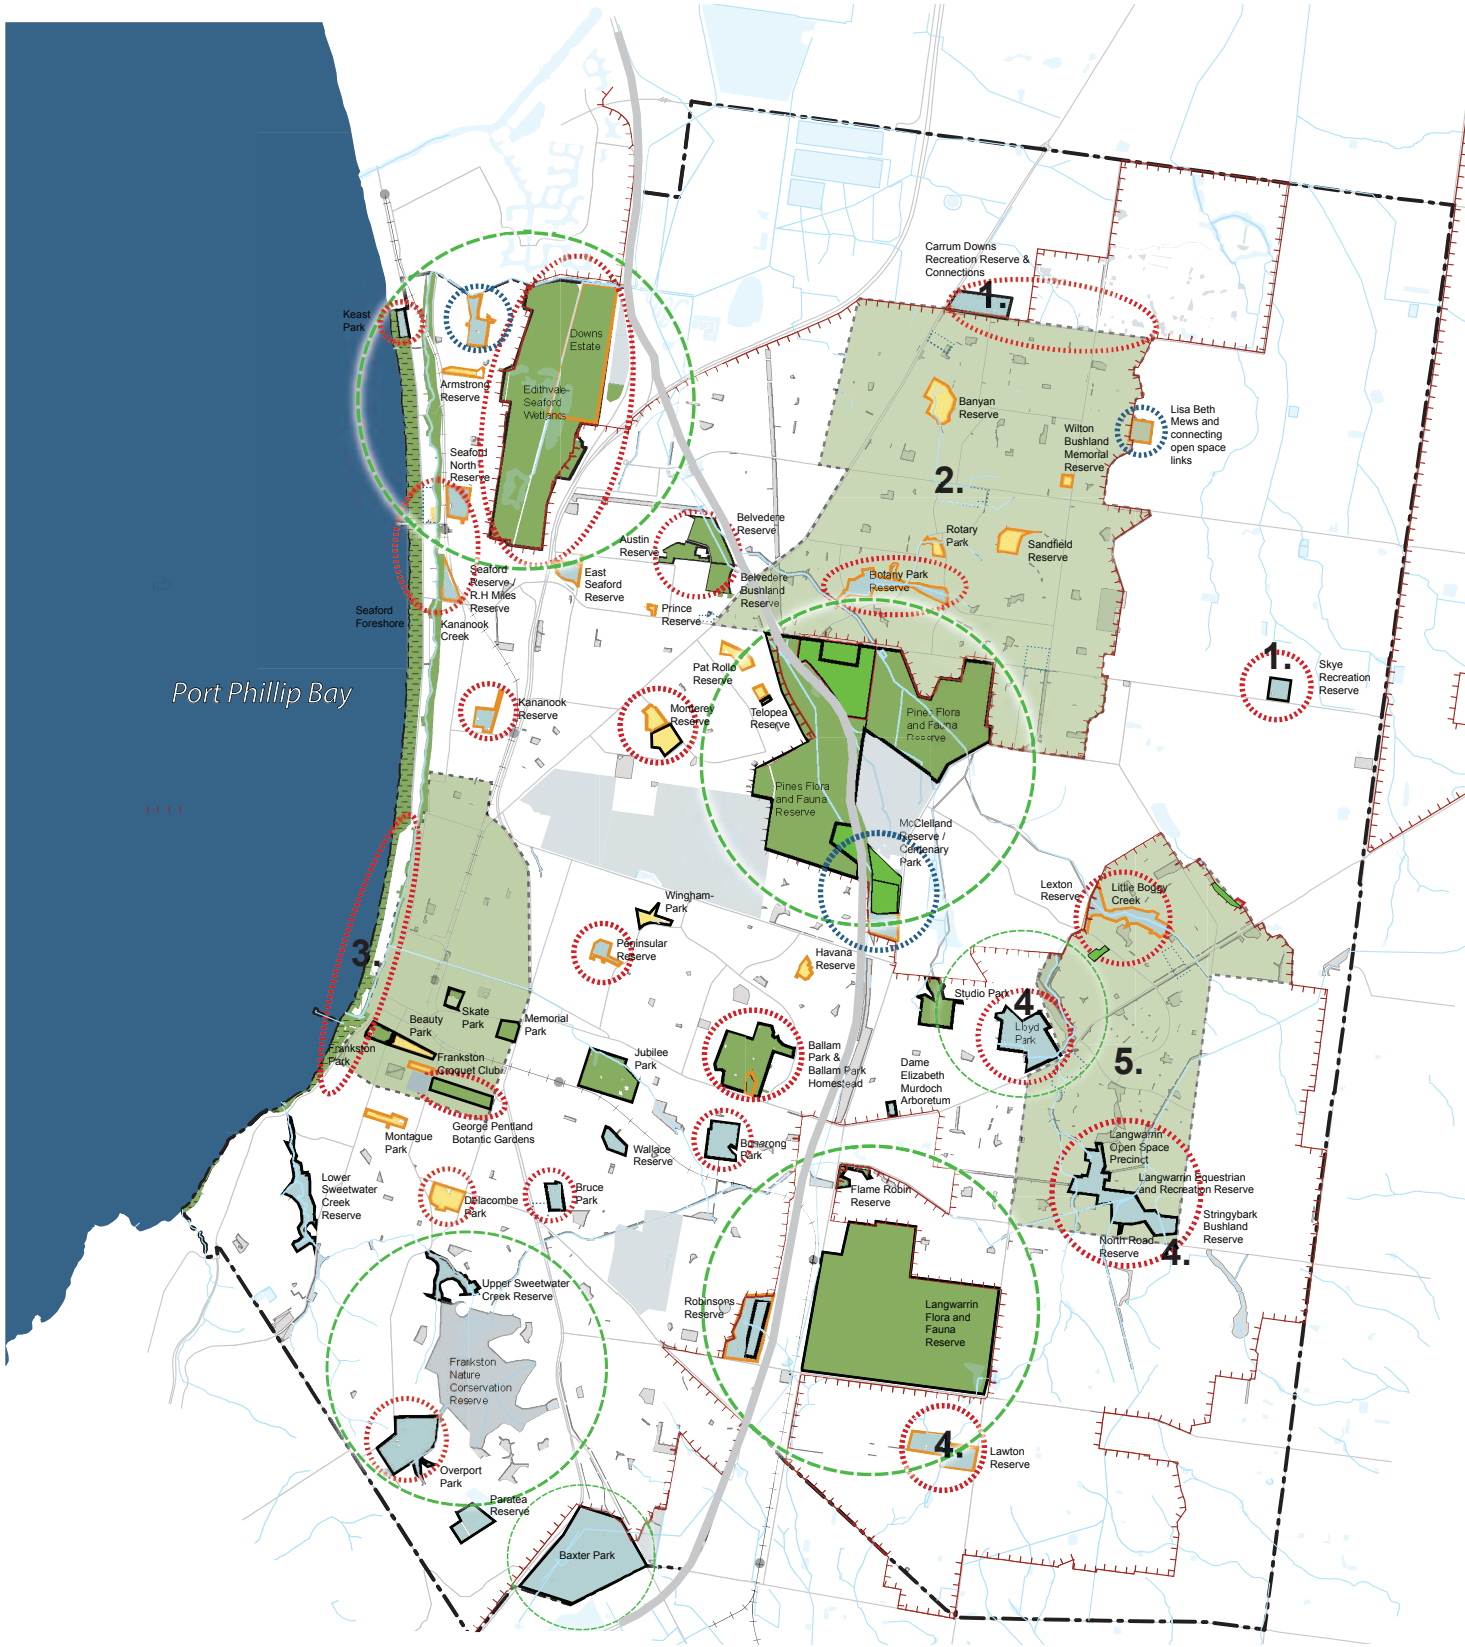 Carrum Downs
Recreation Reserve &
Connections
1.
Keast
Park
Downs
Estate
Armstrong
Reserve
Edithvale-
Seaford
Wetlands
Banyan
Reserve
Lisa Beth
Mews and
connecting
open space
links
Wilton
Bushland
Memorial
Reserve
Seaford
North
Reserve
2.
Belvedere
Reserve
Austin
Reserve
Rotary
Park
Sandfield
Reserve
Seaford
Reserve /
R.H Miles
Reserve
East
Seaford
Reserve
Belvedere
Bushland
Reserve
Botany Park
Reserve
Prince
Reserve
Seaford
Foreshore
Kananook
Creek
Port Phillip Bay
Pat Rollo
Reserve
1.
Skye
Recreation
Reserve
Kananook
Reserve
Monterey
Reserve
Telopea
Reserve
Pines Flora
and Fauna
Reserve
Pines Flora
and Fauna
Reserve
McClelland
Reserve /
Centenary
Park
Lexton
Reserve
Little Boggy
Creek
Wingham-
Park
3.
Peninsular
Reserve
Havana
Reserve
Studio Park
4.
Lloyd
Park
Skate
Park
Beauty
Park
Memorial
Park
Frankston
Park
Frankston
Croquet Club
Jubilee
Park
Ballam
Park &
Ballam Park
Homestead
Dame
Elizabeth
Murdoch
Arboretum
5.
George Pentland
Botanic Gardens
Montague
Park
Wallace
Reserve
Bunarong
Park
Langwarrin
Open Space
Precinct
Lower
Sweetwater
Creek
Reserve
Delacombe
Park
Bruce
Park
Flame Robin
Reserve
Langwarrin Equestrian
and Recreation Reserve
Stringybark
Bushland
Reserve
North Road
Reserve
4.
Upper Sweetwater
Creek Reserve
Robinsons
Reserve
Langwarrin
Flora and
Fauna
Reserve
Frankston
Nature
Conservation
Reserve
4.
Lawton
Reserve
Overport
Park
Paratea
Reserve
Baxter Park